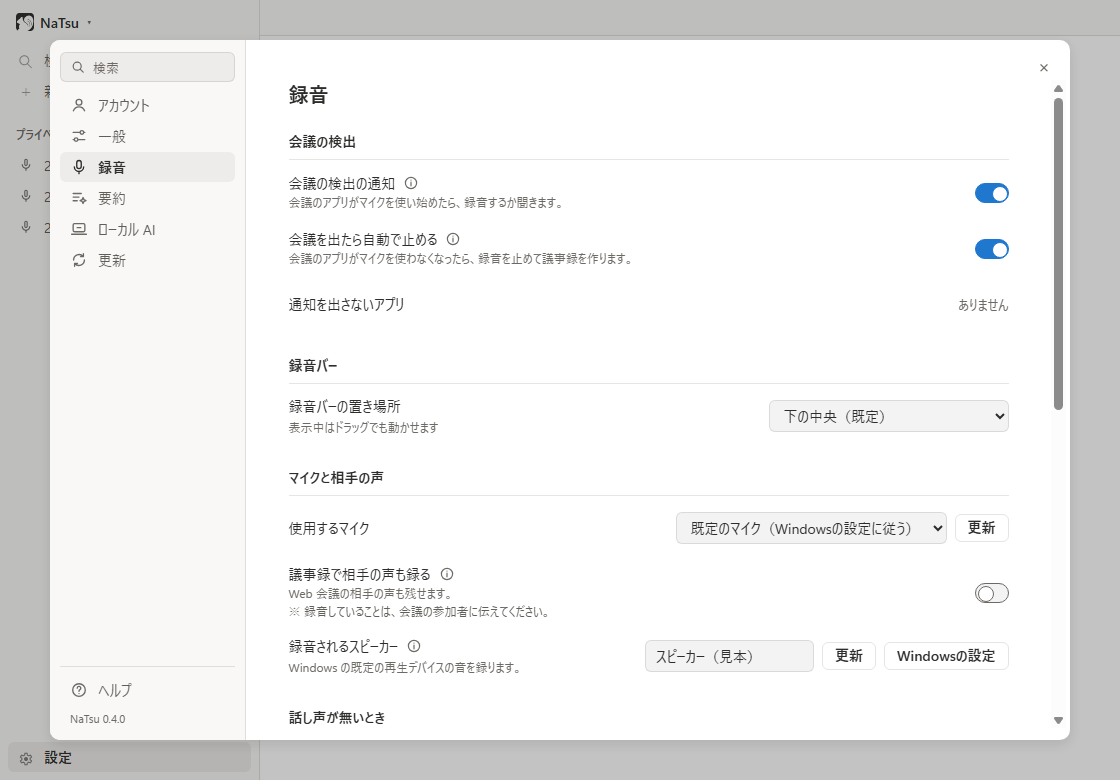 NaTsu
検索
アカウント
一般
録音
要約
ローカル AI
更新
ヘルプ
NaTsu 0.4.0
プライベ
2
2
2
設定
録音
会議の検出
会議の検出の通知
会議のアプリがマイクを使い始めたら、録音するか聞きます。
会議を出たら自動で止める
会議のアプリがマイクを使わなくなったら、録音を止めて議事録を作ります。
通知を出さないアプリ ありません
録音バー
録音バーの置き場所
表示中はドラッグでも動かせます
下の中央（既定）
マイクと相手の声
使用するマイク 既定のマイク（Windowsの設定に従う） 更新
議事録で相手の声も録る
Web 会議の相手の声も残せます。
※ 録音していることは、会議の参加者に伝えてください。
録音されるスピーカー
Windows の既定の再生デバイスの音を録ります。
スピーカー（見本） 更新 Windowsの設定
話し声が無いとき